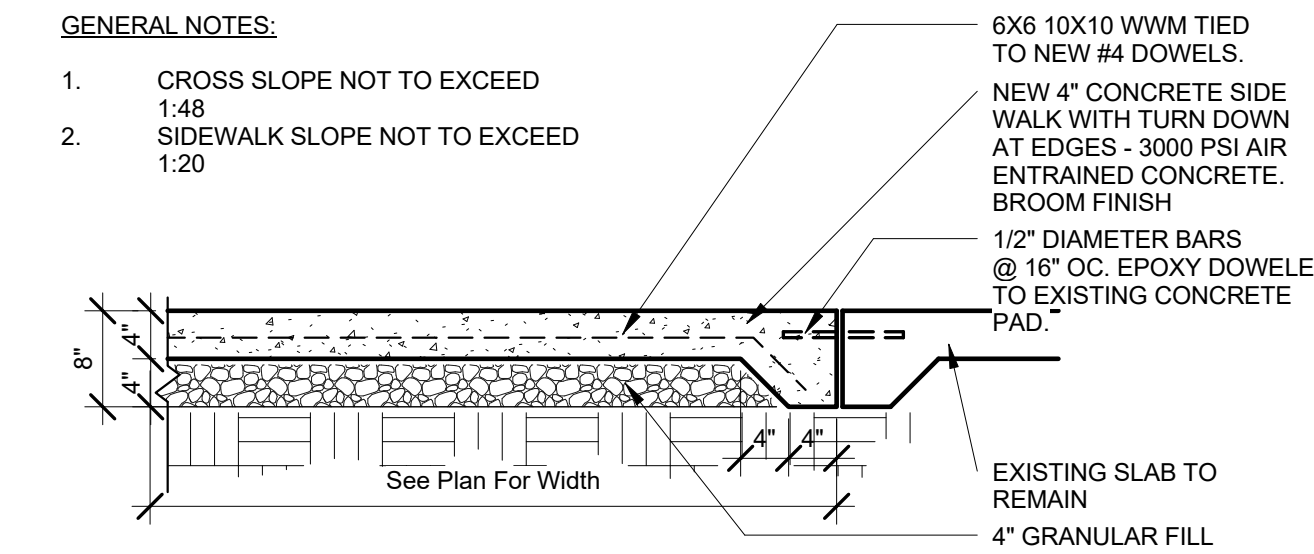 GENERAL NOTES:
1. CROSS SLOPE NOT TO EXCEED
1:48
2. SIDEWALK SLOPE NOT TO EXCEED
1:20
6X6 10X10 WWM TIED
TO NEW #4 DOWELS.
NEW 4" CONCRETE SIDE
WALK WITH TURN DOWN
AT EDGES - 3000 PSI AIR
ENTRAINED CONCRETE.
BROOM FINISH
1/2" DIAMETER BARS
@ 16" OC. EPOXY DOWELE
TO EXISTING CONCRETE
PAD.
8"
4"
4"
4"
4"
See Plan For Width
EXISTING SLAB TO
REMAIN
4" GRANULAR FILL